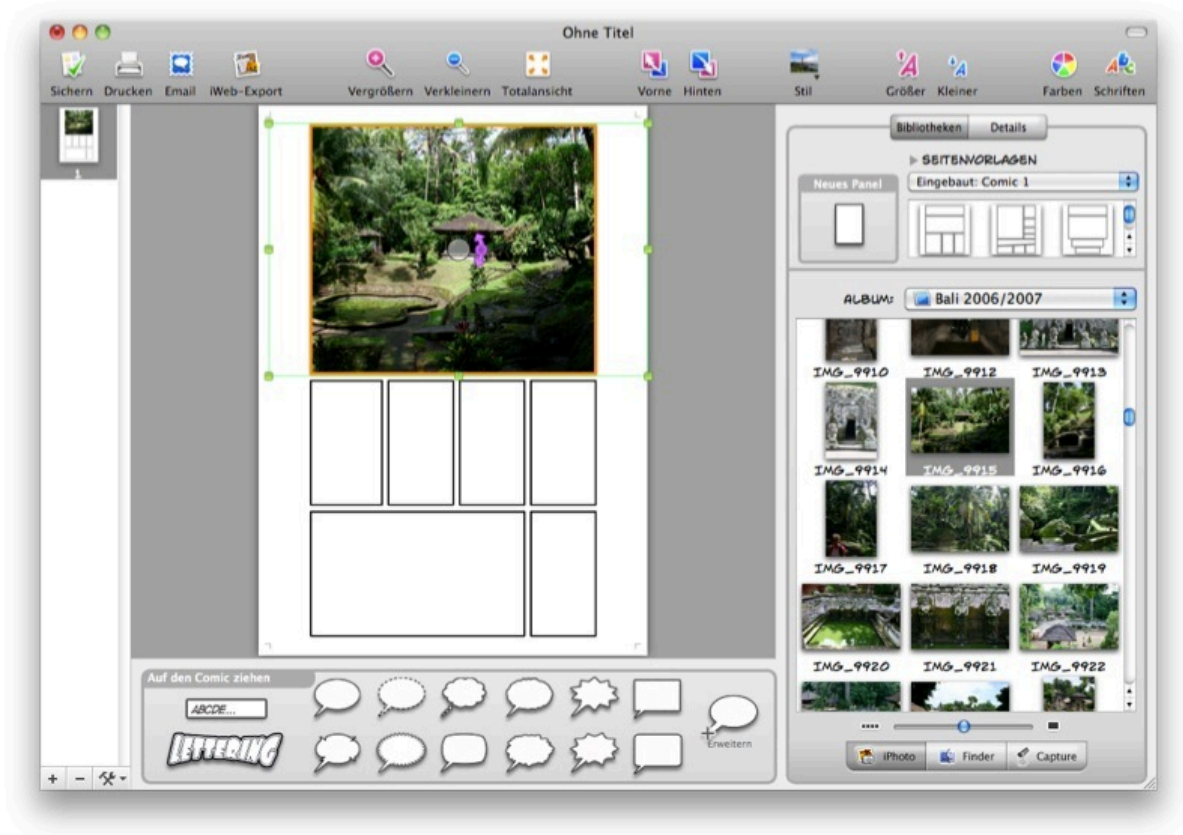 Ohne Titel
Sichern Drucken Email iWeb-Export Vergrößern Verkleinern Totalansicht Vorne Hinten Stil Größer Kleiner Farben Schriften
1
Bibliotheken Details
SEITENVORLAGEN
Neues Panel
Eingebaut: Comic 1
ALBUM: Bali 2006/2007
IMG_9910 IMG_9912 IMG_9913
IMG_9914 IMG_9915 IMG_9916
IMG_9917 IMG_9918 IMG_9919
IMG_9920 IMG_9921 IMG_9922
Auf den Comic ziehen
ABCDE...
LETTERING
Erweitern
iPhoto Finder Capture